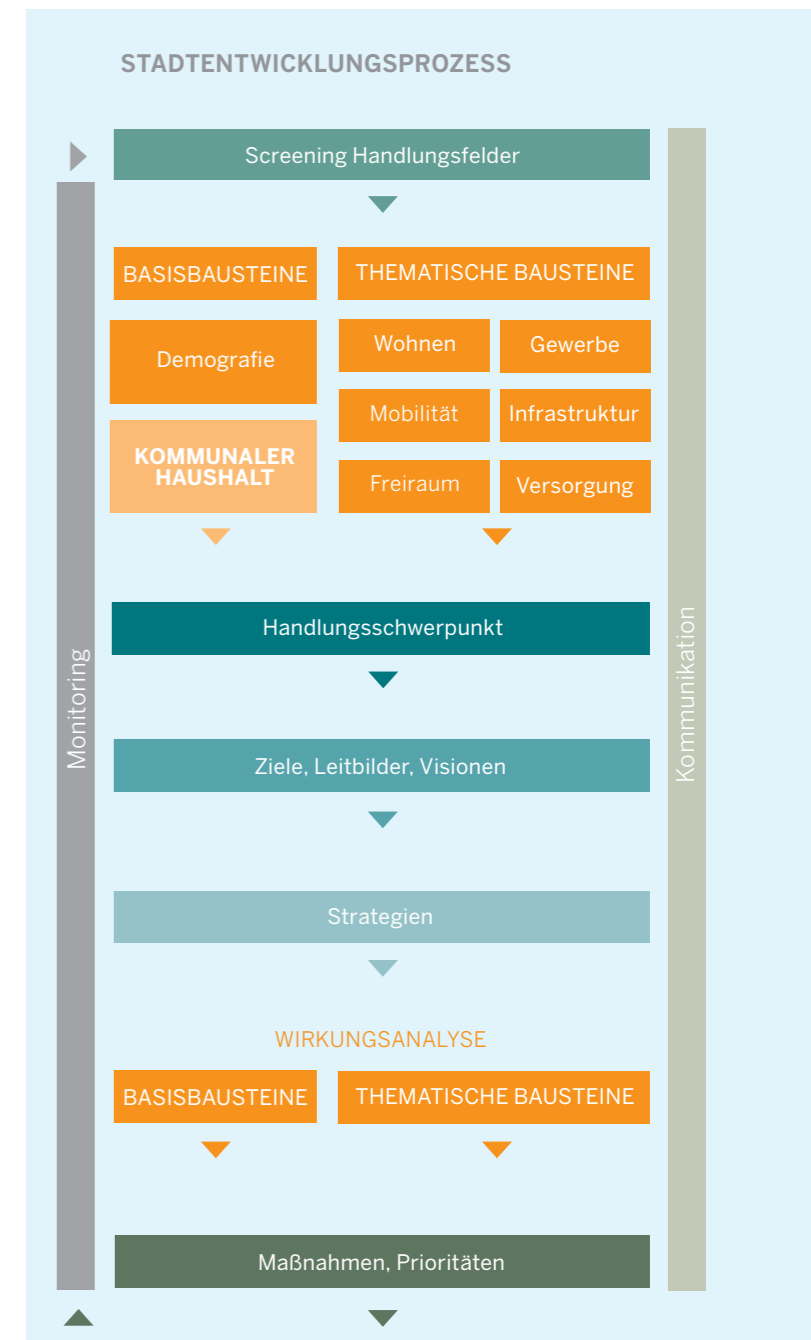 STADTENTWICKLUNGSPROZESS
Screening Handlungsfelder
BASISBAUSTEINE
THEMATISCHE BAUSTEINE
Demografie
Wohnen
Gewerbe
Mobilität
Infrastruktur
KOMMUNALER
HAUSHALT
Freiraum
Versorgung
Handlungsschwerpunkt
Monitoring
Kommunikation
Ziele, Leitbilder, Visionen
Strategien
WIRKUNGSANALYSE
BASISBAUSTEINE
THEMATISCHE BAUSTEINE
Maßnahmen, Prioritäten